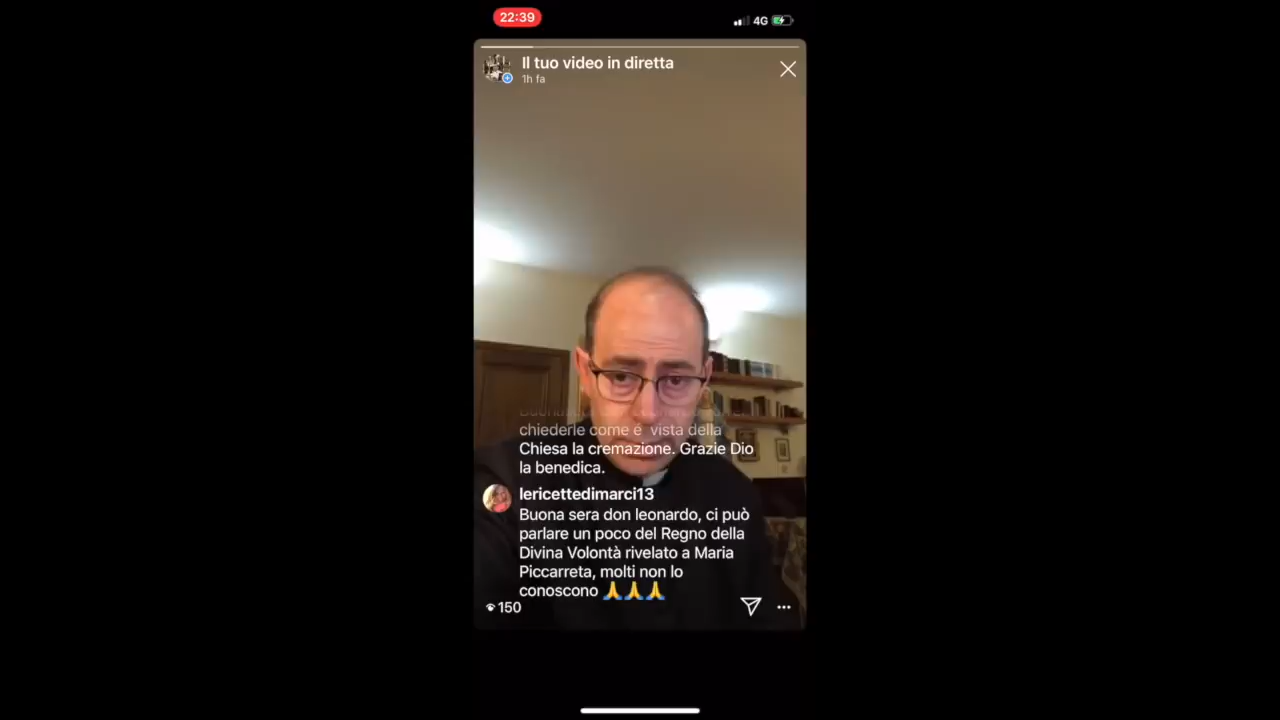 22:39
4G
Il tuo video in diretta
1h fa
chiederle come é vista della
Chiesa la cremazione. Grazie Dio
la benedica.
lericettedimarci13
Buona sera don leonardo, ci può
parlare un poco del Regno della
Divina Volontà rivelato a Maria
Piccarreta, molti non lo
conoscono 🙏🙏🙏
150